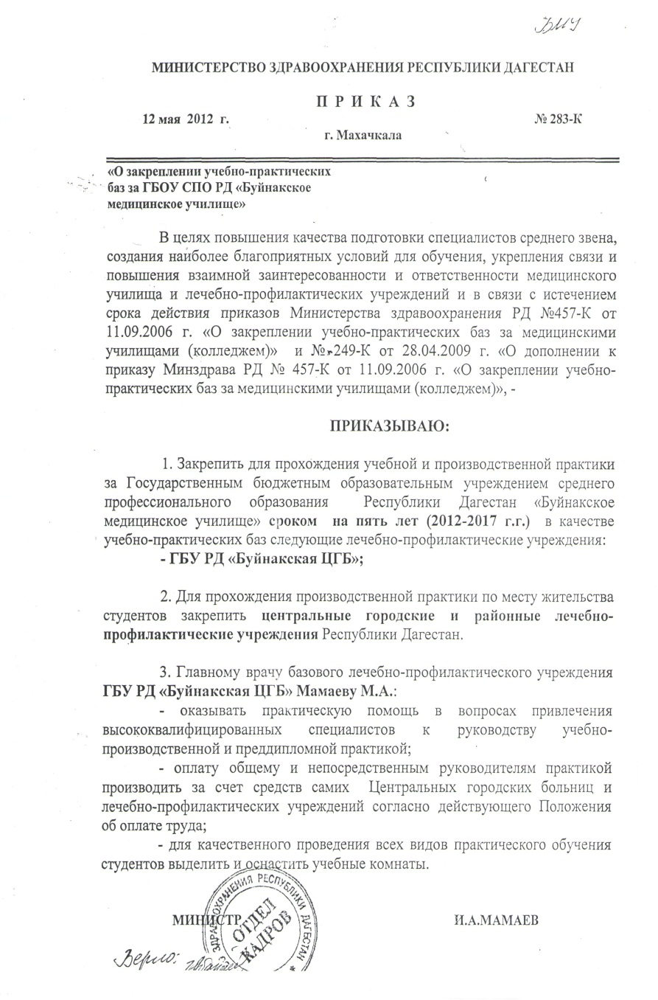 БМУ
МИНИСТЕРСТВО ЗДРАВООХРАНЕНИЯ РЕСПУБЛИКИ ДАГЕСТАН
П Р И К А З
12 мая 2012 г. № 283-К
г. Махачкала
«О закреплении учебно-практических
баз за ГБОУ СПО РД «Буйнакское
медицинское училище»
В целях повышения качества подготовки специалистов среднего звена,
создания наиболее благоприятных условий для обучения, укрепления связи и
повышения взаимной заинтересованности и ответственности медицинского
училища и лечебно-профилактических учреждений и в связи с истечением
срока действия приказов Министерства здравоохранения РД №457-К от
11.09.2006 г. «О закреплении учебно-практических баз за медицинскими
училищами (колледжем)» и № 249-К от 28.04.2009 г. «О дополнении к
приказу Минздрава РД № 457-К от 11.09.2006 г. «О закреплении учебно-
практических баз за медицинскими училищами (колледжем)», -
ПРИКАЗЫВАЮ:
1. Закрепить для прохождения учебной и производственной практики
за Государственным бюджетным образовательным учреждением среднего
профессионального образования Республики Дагестан «Буйнакское
медицинское училище» сроком на пять лет (2012-2017 г.г.) в качестве
учебно-практических баз следующие лечебно-профилактические учреждения:
- ГБУ РД «Буйнакская ЦГБ»;
2. Для прохождения производственной практики по месту жительства
студентов закрепить центральные городские и районные лечебно-
профилактические учреждения Республики Дагестан.
3. Главному врачу базового лечебно-профилактического учреждения
ГБУ РД «Буйнакская ЦГБ» Мамаеву М.А.:
- оказывать практическую помощь в вопросах привлечения
высококвалифицированных специалистов к руководству учебно-
производственной и преддипломной практикой;
- оплату общему и непосредственным руководителям практикой
производить за счет средств самих Центральных городских больниц и
лечебно-профилактических учреждений согласно действующего Положения
об оплате труда;
- для качественного проведения всех видов практического обучения
студентов выделить и оснастить учебные комнаты.
МИНИСТР И.А.МАМАЕВ
ЗДРАВООХРАНЕНИЯ РЕСПУБЛИКИ ДАГЕСТАН *
ОТДЕЛ
КАДРОВ
Верно: